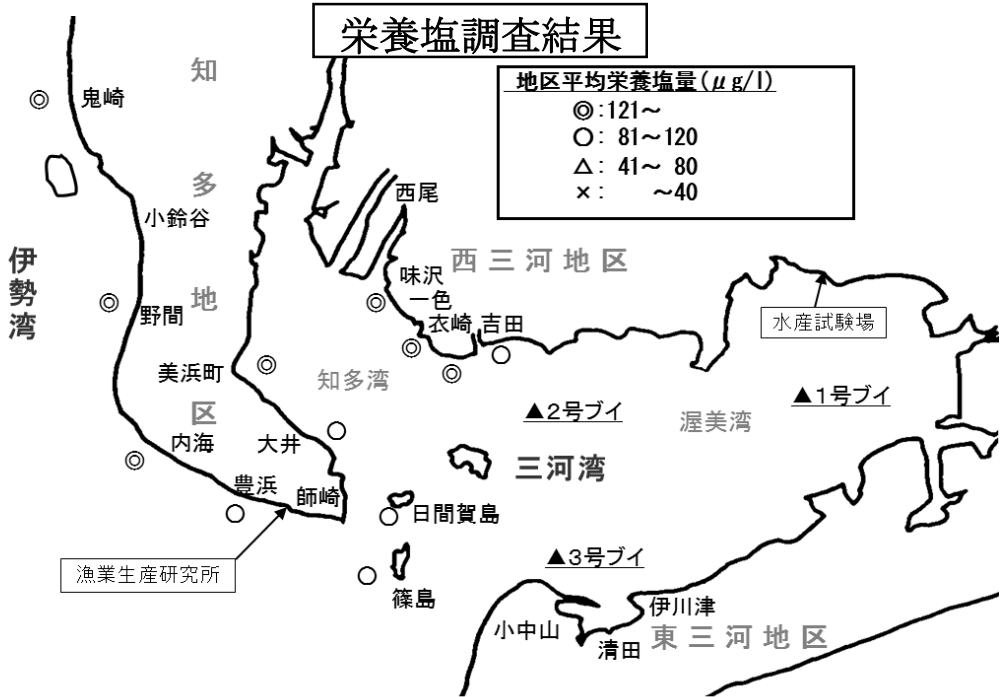 栄養塩調査結果
地区平均栄養塩量(μg/l)
◎:121～
○: 81～120
△: 41～ 80
×: ～40
知多地区
鬼崎
小鈴谷
伊勢湾
野間
美浜町
内海
大井
豊浜
師崎
漁業生産研究所
西尾
西三河地区
味沢
一色
衣崎
吉田
水産試験場
知多湾
▲2号ブイ
▲1号ブイ
渥美湾
三河湾
日間賀島
篠島
▲3号ブイ
小中山
清田
伊川津
東三河地区